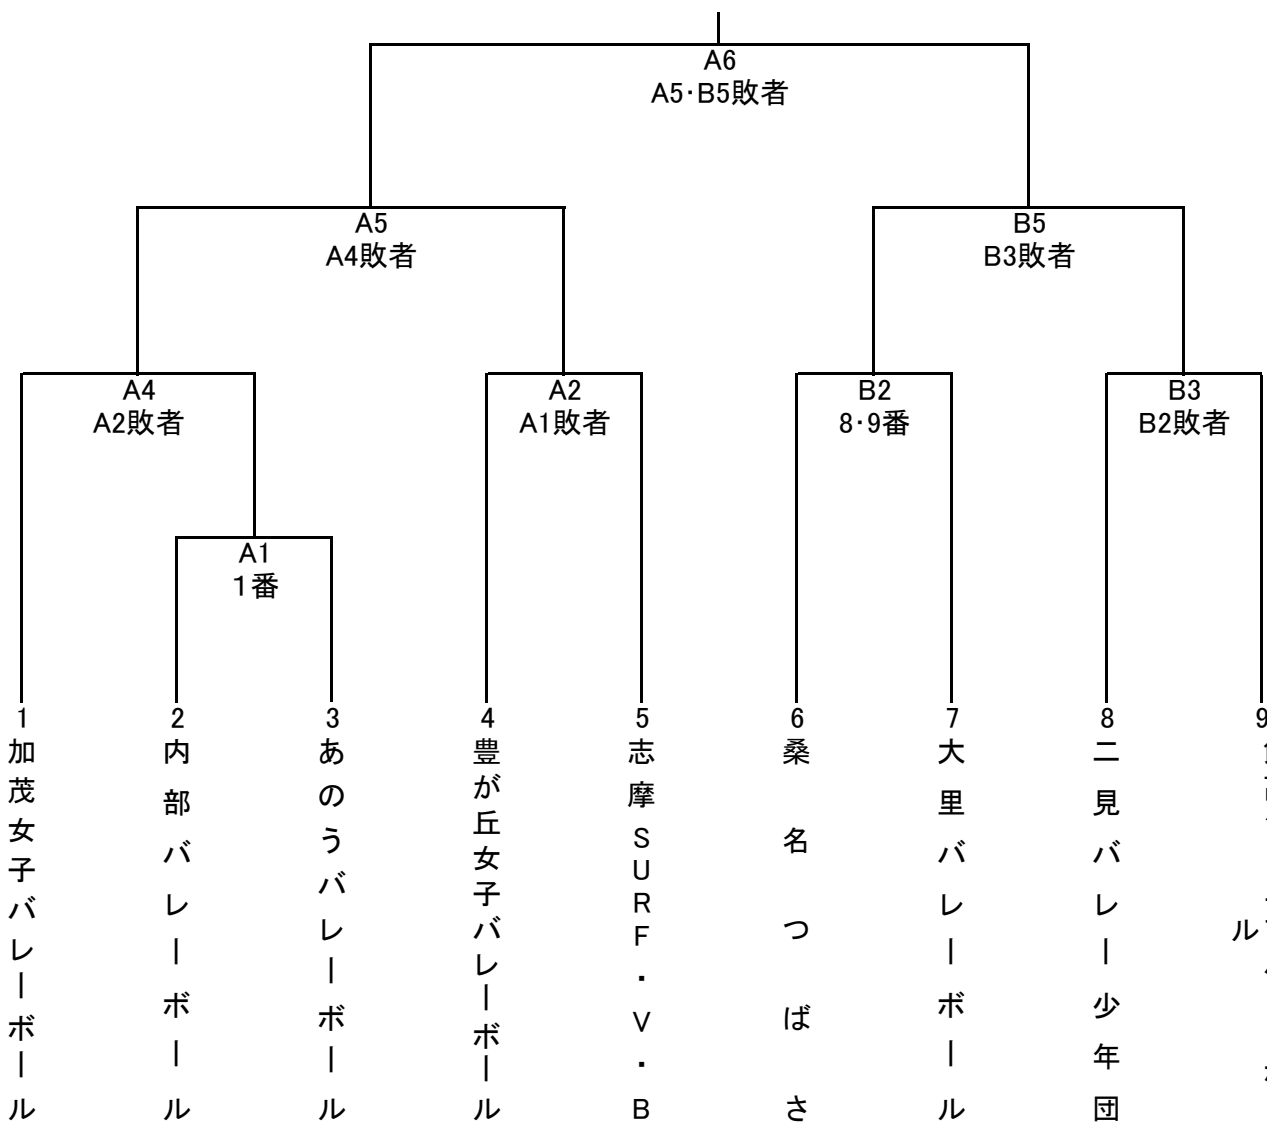 A6
A5･B5敗者
A5
A4敗者
B5
B3敗者
A4
A2敗者
A2
A1敗者
B2
8･9番
B3
B2敗者
A1
１番
1
加茂女子バレーボール
2
内部バレーボール
3
あのうバレーボール
4
豊が丘女子バレーボール
5
志摩SURF・V・B
6
桑名つばさ
7
大里バレーボール
8
二見バレー少年団
9
ル